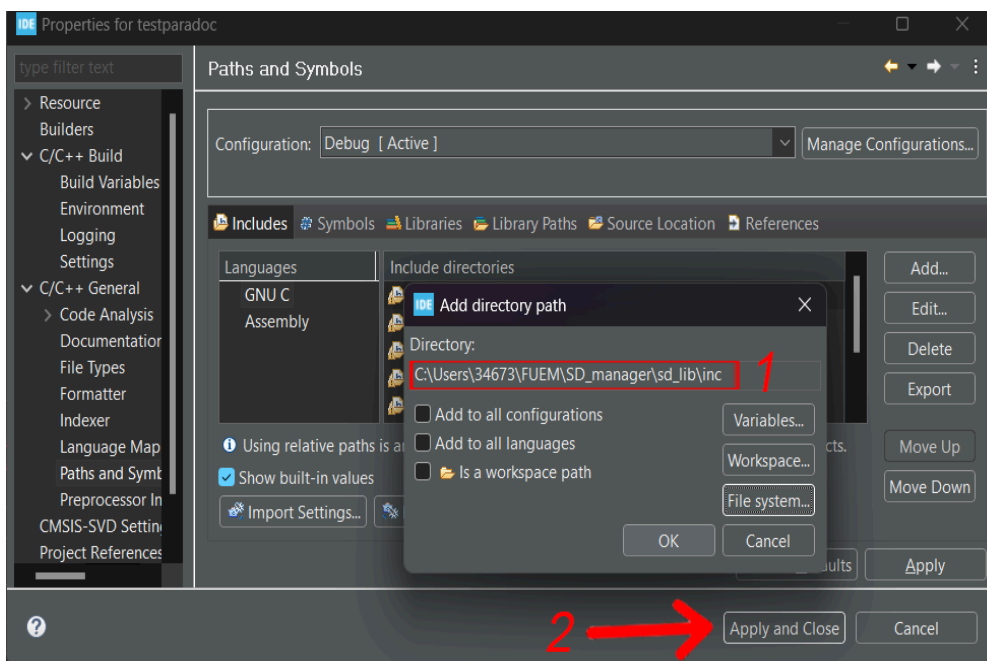 IDE Properties for testparadoc
type filter text
Paths and Symbols
Resource
Builders
C/C++ Build
Build Variables
Environment
Logging
Settings
C/C++ General
Code Analysis
Documentation
File Types
Formatter
Indexer
Language Map
Paths and Symb
Preprocessor In
CMSIS-SVD Settin
Project References
Configuration: Debug [ Active ]
Manage Configurations...
Includes # Symbols Libraries Library Paths Source Location References
Languages
Include directories
GNU C
Assembly
Add...
Edit...
Delete
Export
Move Up
Move Down
IDE Add directory path
Directory:
C:\Users\34673\FUEM\SD_manager\sd_lib\inc
1
Add to all configurations
Add to all languages
Is a workspace path
Variables...
Workspace...
File system...
OK
Cancel
Using relative paths is a
cts.
Show built-in values
Import Settings...
aults
Apply
2
Apply and Close
Cancel